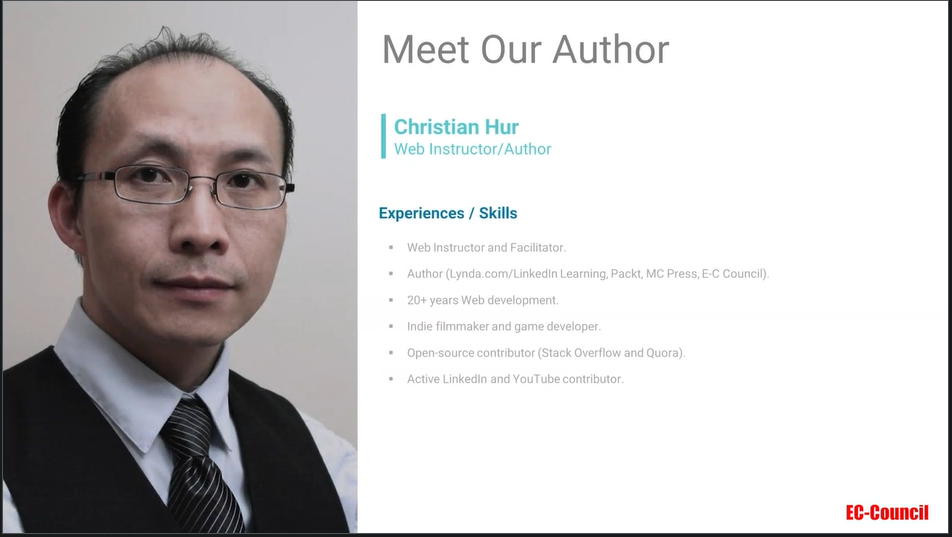 Meet Our Author
Christian Hur
Web Instructor/Author
Experiences / Skills
▪ Web Instructor and Facilitator.
▪ Author (Lynda.com/LinkedIn Learning, Packt, MC Press, E-C Council).
▪ 20+ years Web development.
▪ Indie filmmaker and game developer.
▪ Open-source contributor (Stack Overflow and Quora).
▪ Active LinkedIn and YouTube contributor.
EC-Council